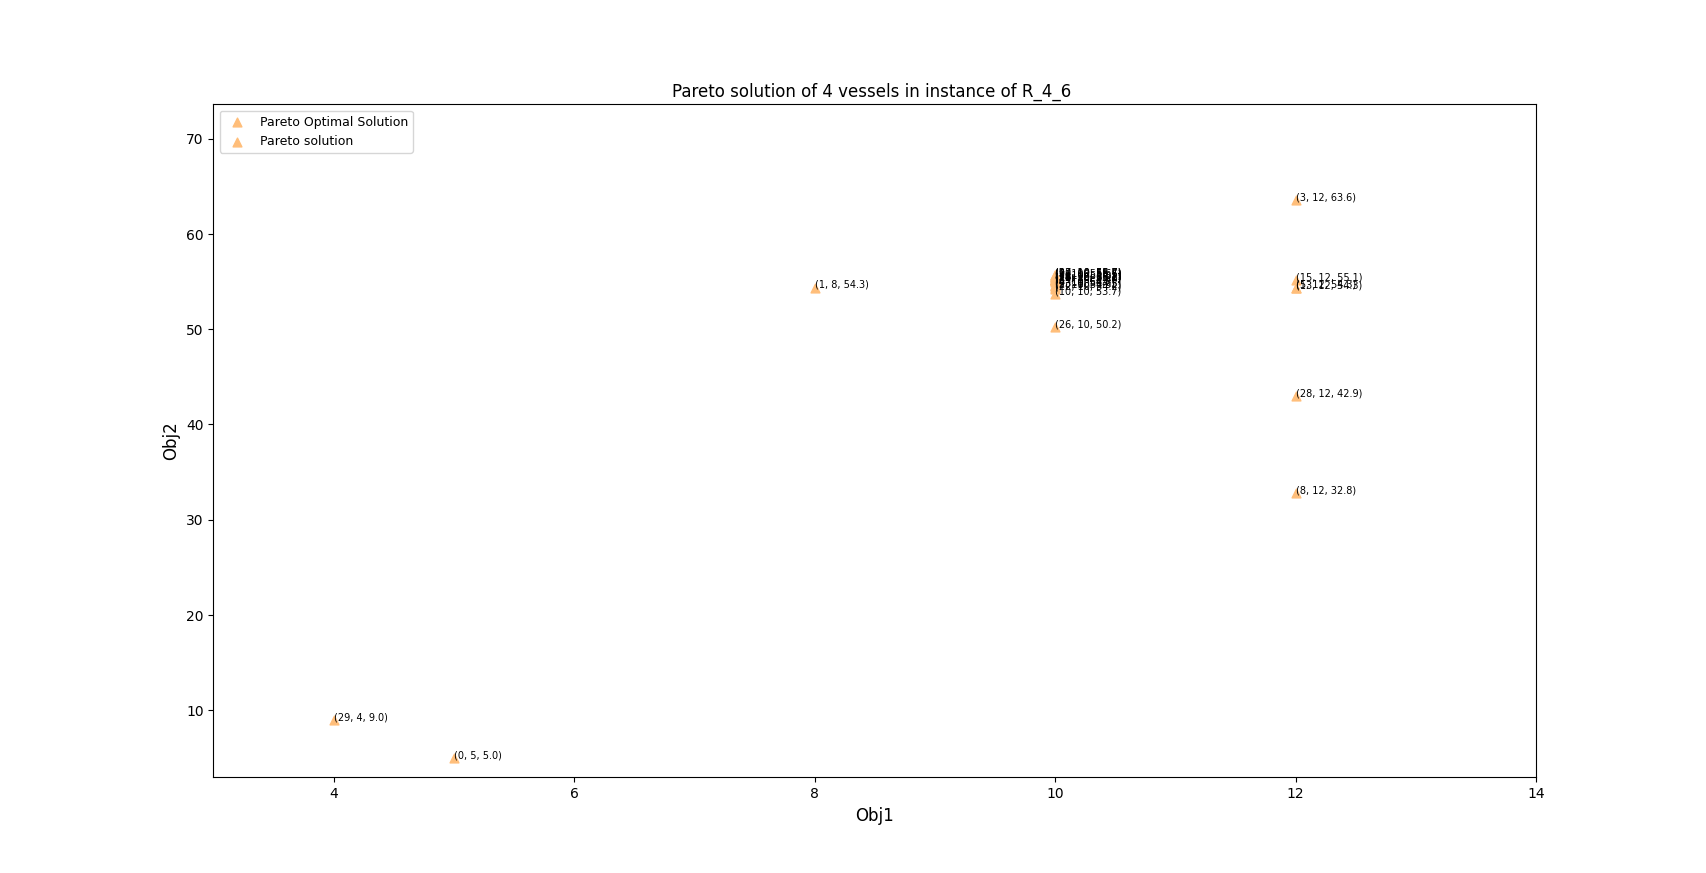 Pareto solution of 4 vessels in instance of R_4_6
Pareto Optimal Solution
Pareto solution
70
60
50
40
30
20
10
Obj2
(3, 12, 63.6)
(15, 12, 55.1)
(1, 8, 54.3)
(10, 10, 53.7)
(26, 10, 50.2)
(28, 12, 42.9)
(8, 12, 32.8)
(29, 4, 9.0)
(0, 5, 5.0)
4
6
8
10
12
14
Obj1